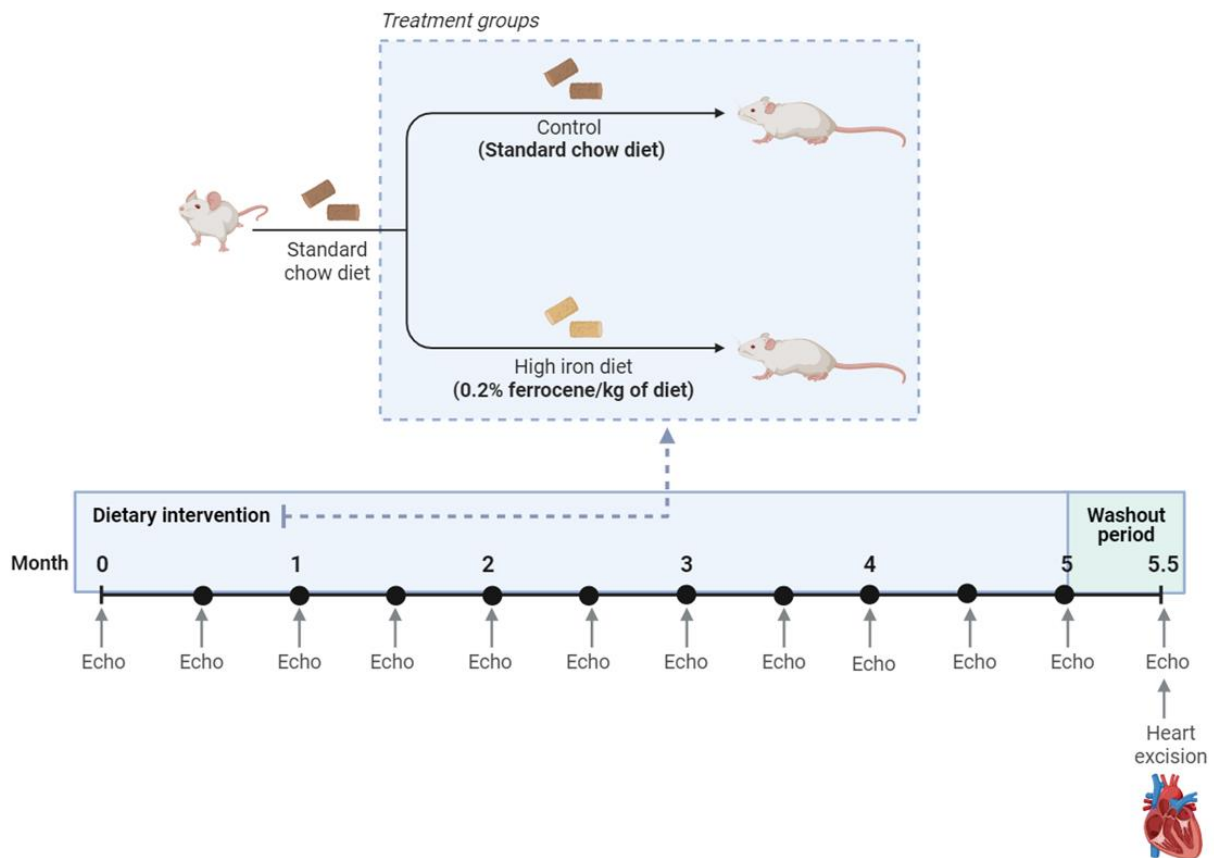 Treatment groups
Control
(Standard chow diet)
Standard
chow diet
High iron diet
(0.2% ferrocene/kg of diet)
Dietary intervention
Washout
period
Month 0 1 2 3 4 5 5.5
Echo Echo Echo Echo Echo Echo Echo Echo Echo Echo Echo Echo
Heart
excision